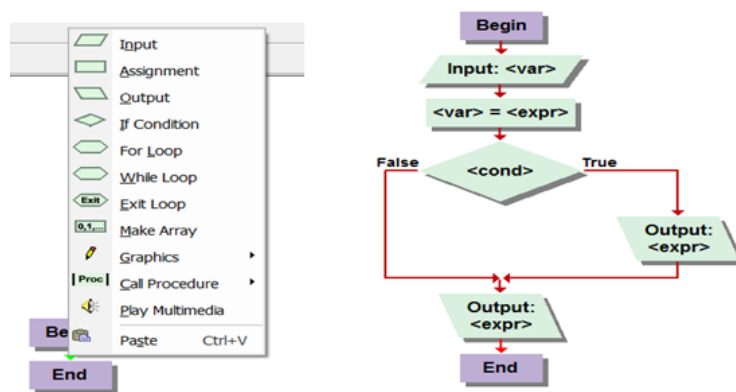 Input
Assignment
Output
If Condition
For Loop
While Loop
Exit Exit Loop
0,1,... Make Array
Graphics
Proc Call Procedure
Play Multimedia
Paste Ctrl+V
Be
End
Begin
Input: <var>
<var> = <expr>
False <cond> True
Output:
<expr>
Output:
<expr>
End